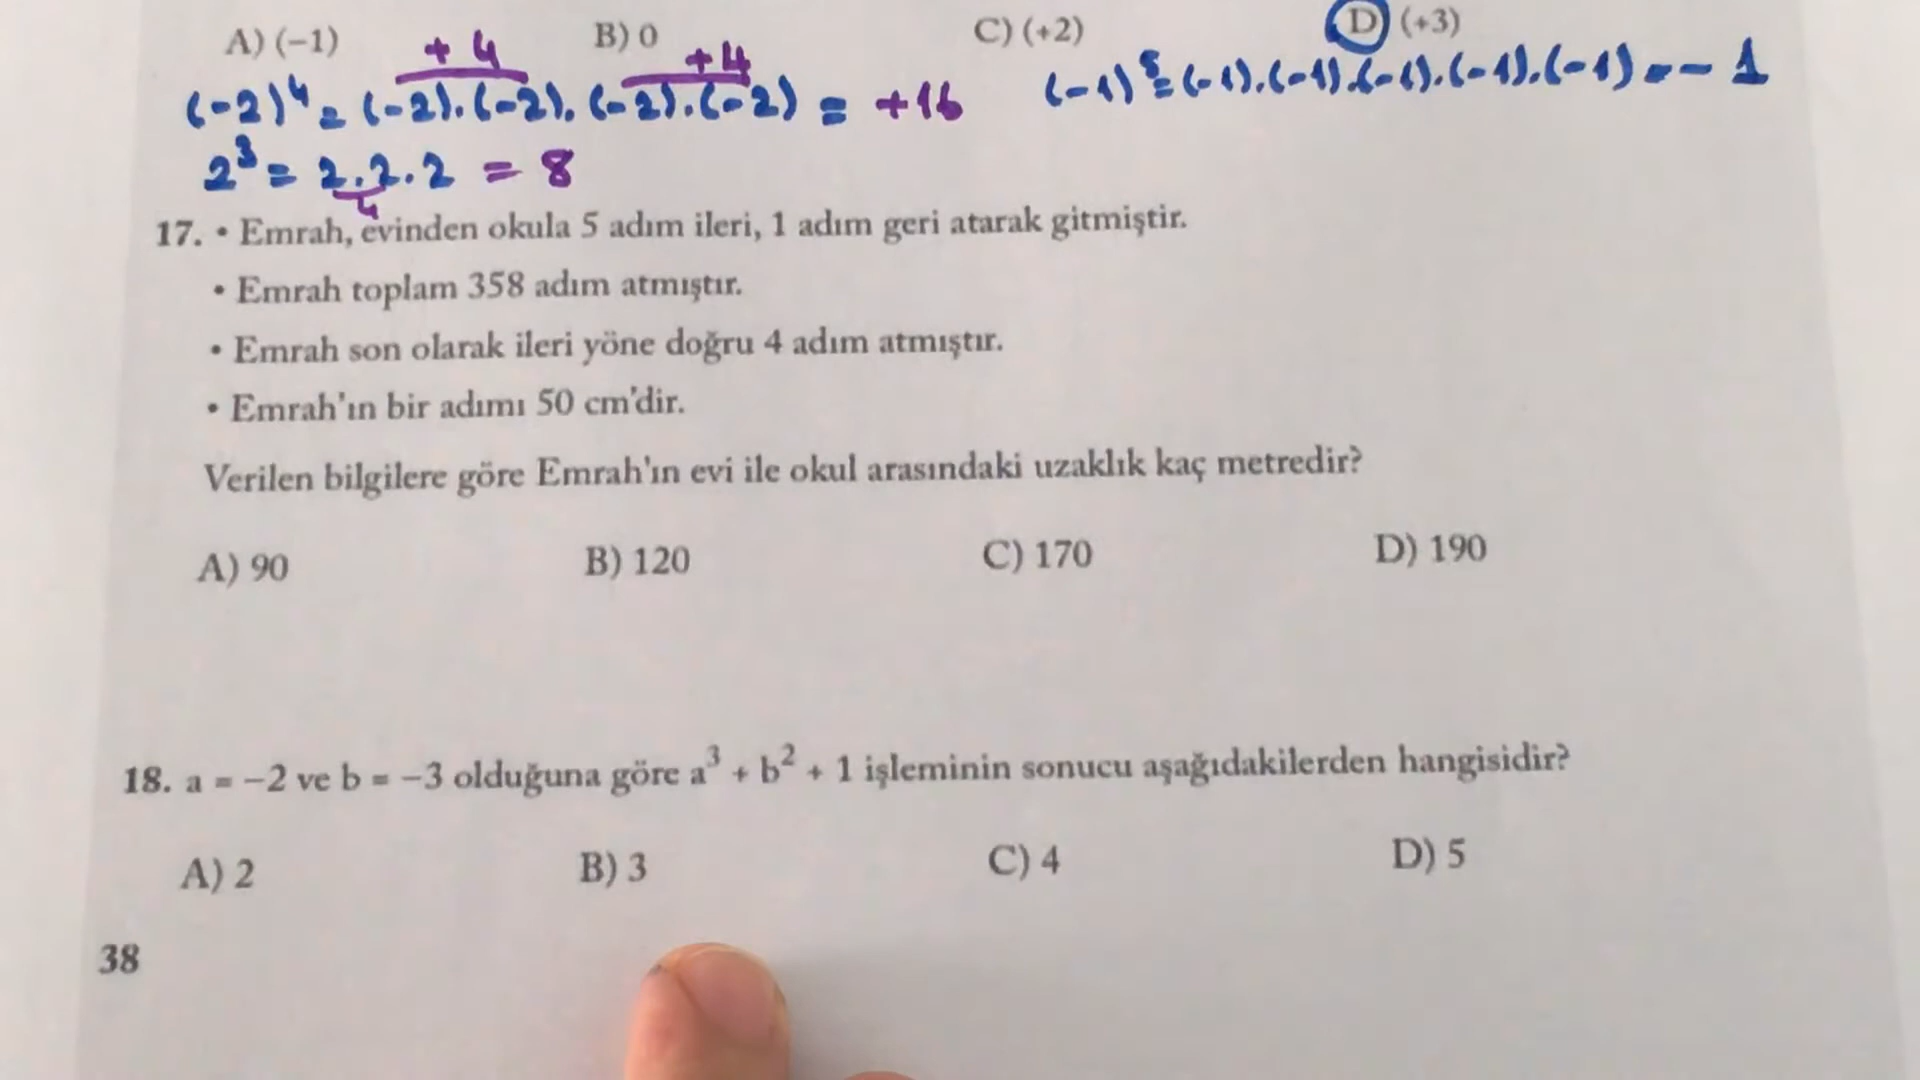 A) (−1) B) 0 C) (+2) D) (+3)
+4 +4
(-2)⁴ = (-2).(-2).(-2).(-2) = +16 (-1)⁵ = (-1).(-1).(-1).(-1).(-1) = -1
2³ = 2.2.2 = 8
4
17. • Emrah, evinden okula 5 adım ileri, 1 adım geri atarak gitmiştir.
• Emrah toplam 358 adım atmıştır.
• Emrah son olarak ileri yöne doğru 4 adım atmıştır.
• Emrah'ın bir adımı 50 cm'dir.
Verilen bilgilere göre Emrah'ın evi ile okul arasındaki uzaklık kaç metredir?
A) 90 B) 120 C) 170 D) 190
18. a = −2 ve b = −3 olduğuna göre a³ + b² + 1 işleminin sonucu aşağıdakilerden hangisidir?
A) 2 B) 3 C) 4 D) 5
38